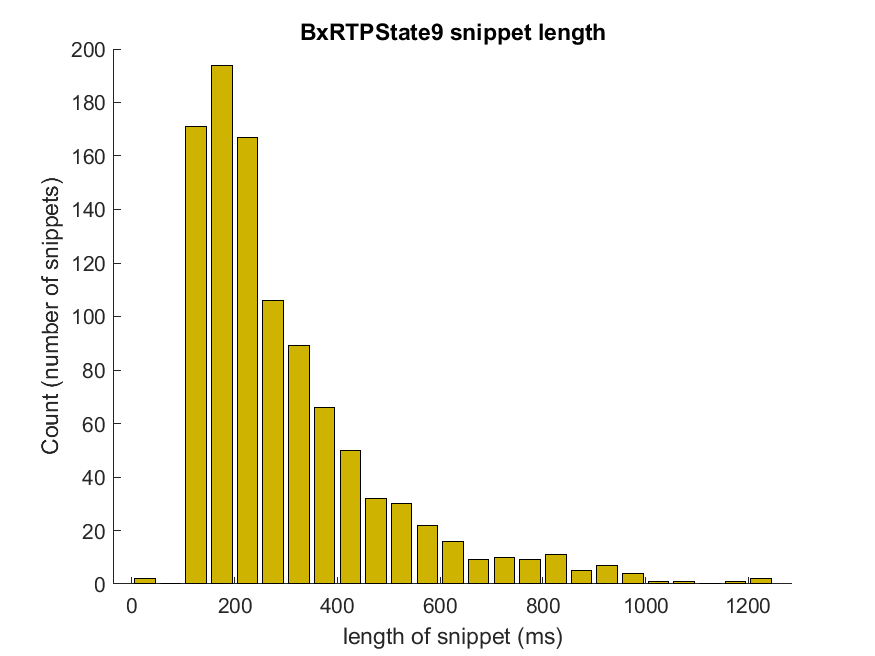 BxRTPState9 snippet length
200
180
160
140
120
100
80
60
40
20
0
Count (number of snippets)
0 200 400 600 800 1000 1200
length of snippet (ms)